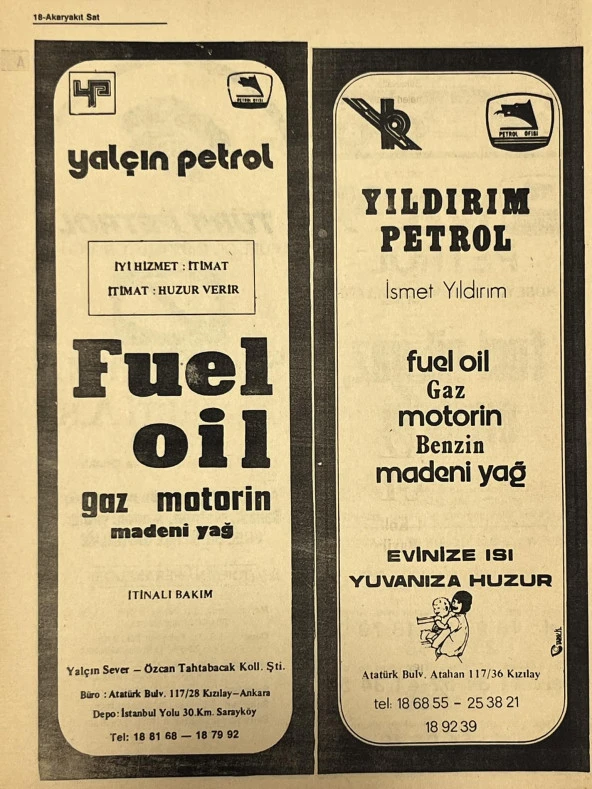 18-Akaryakıt Sat
YP
PETROL OFİSİ
yalçın petrol
İYİ HİZMET : İTİMAT
İTİMAT : HUZUR VERİR
Fuel
oil
gaz motorin
madeni yağ
İTİNALI BAKIM
Yalçın Sever – Özcan Tahtabacak Koll. Şti.
Büro : Atatürk Bulv. 117/28 Kızılay–Ankara
Depo: İstanbul Yolu 30.Km. Sarayköy
Tel: 18 81 68 — 18 79 92
PETROL OFİSİ
YILDIRIM
PETROL
İsmet Yıldırım
fuel oil
Gaz
motorin
Benzin
madeni yağ
EVİNİZE ISI
YUVANIZA HUZUR
Atatürk Bulv. Atahan 117/36 Kızılay
tel: 18 68 55 - 25 38 21
18 92 39